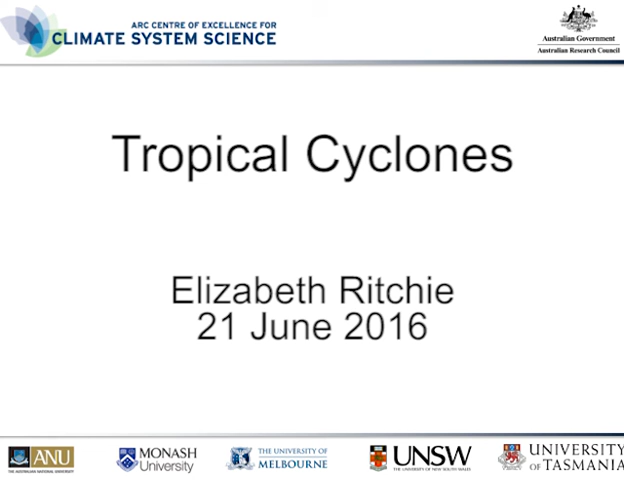 ARC CENTRE OF EXCELLENCE FOR
CLIMATE SYSTEM SCIENCE
Australian Government
Australian Research Council
Tropical Cyclones
Elizabeth Ritchie
21 June 2016
ANU
THE AUSTRALIAN NATIONAL UNIVERSITY
MONASH
University
THE UNIVERSITY OF
MELBOURNE
UNSW
THE UNIVERSITY OF NEW SOUTH WALES
UNIVERSITY
OF TASMANIA